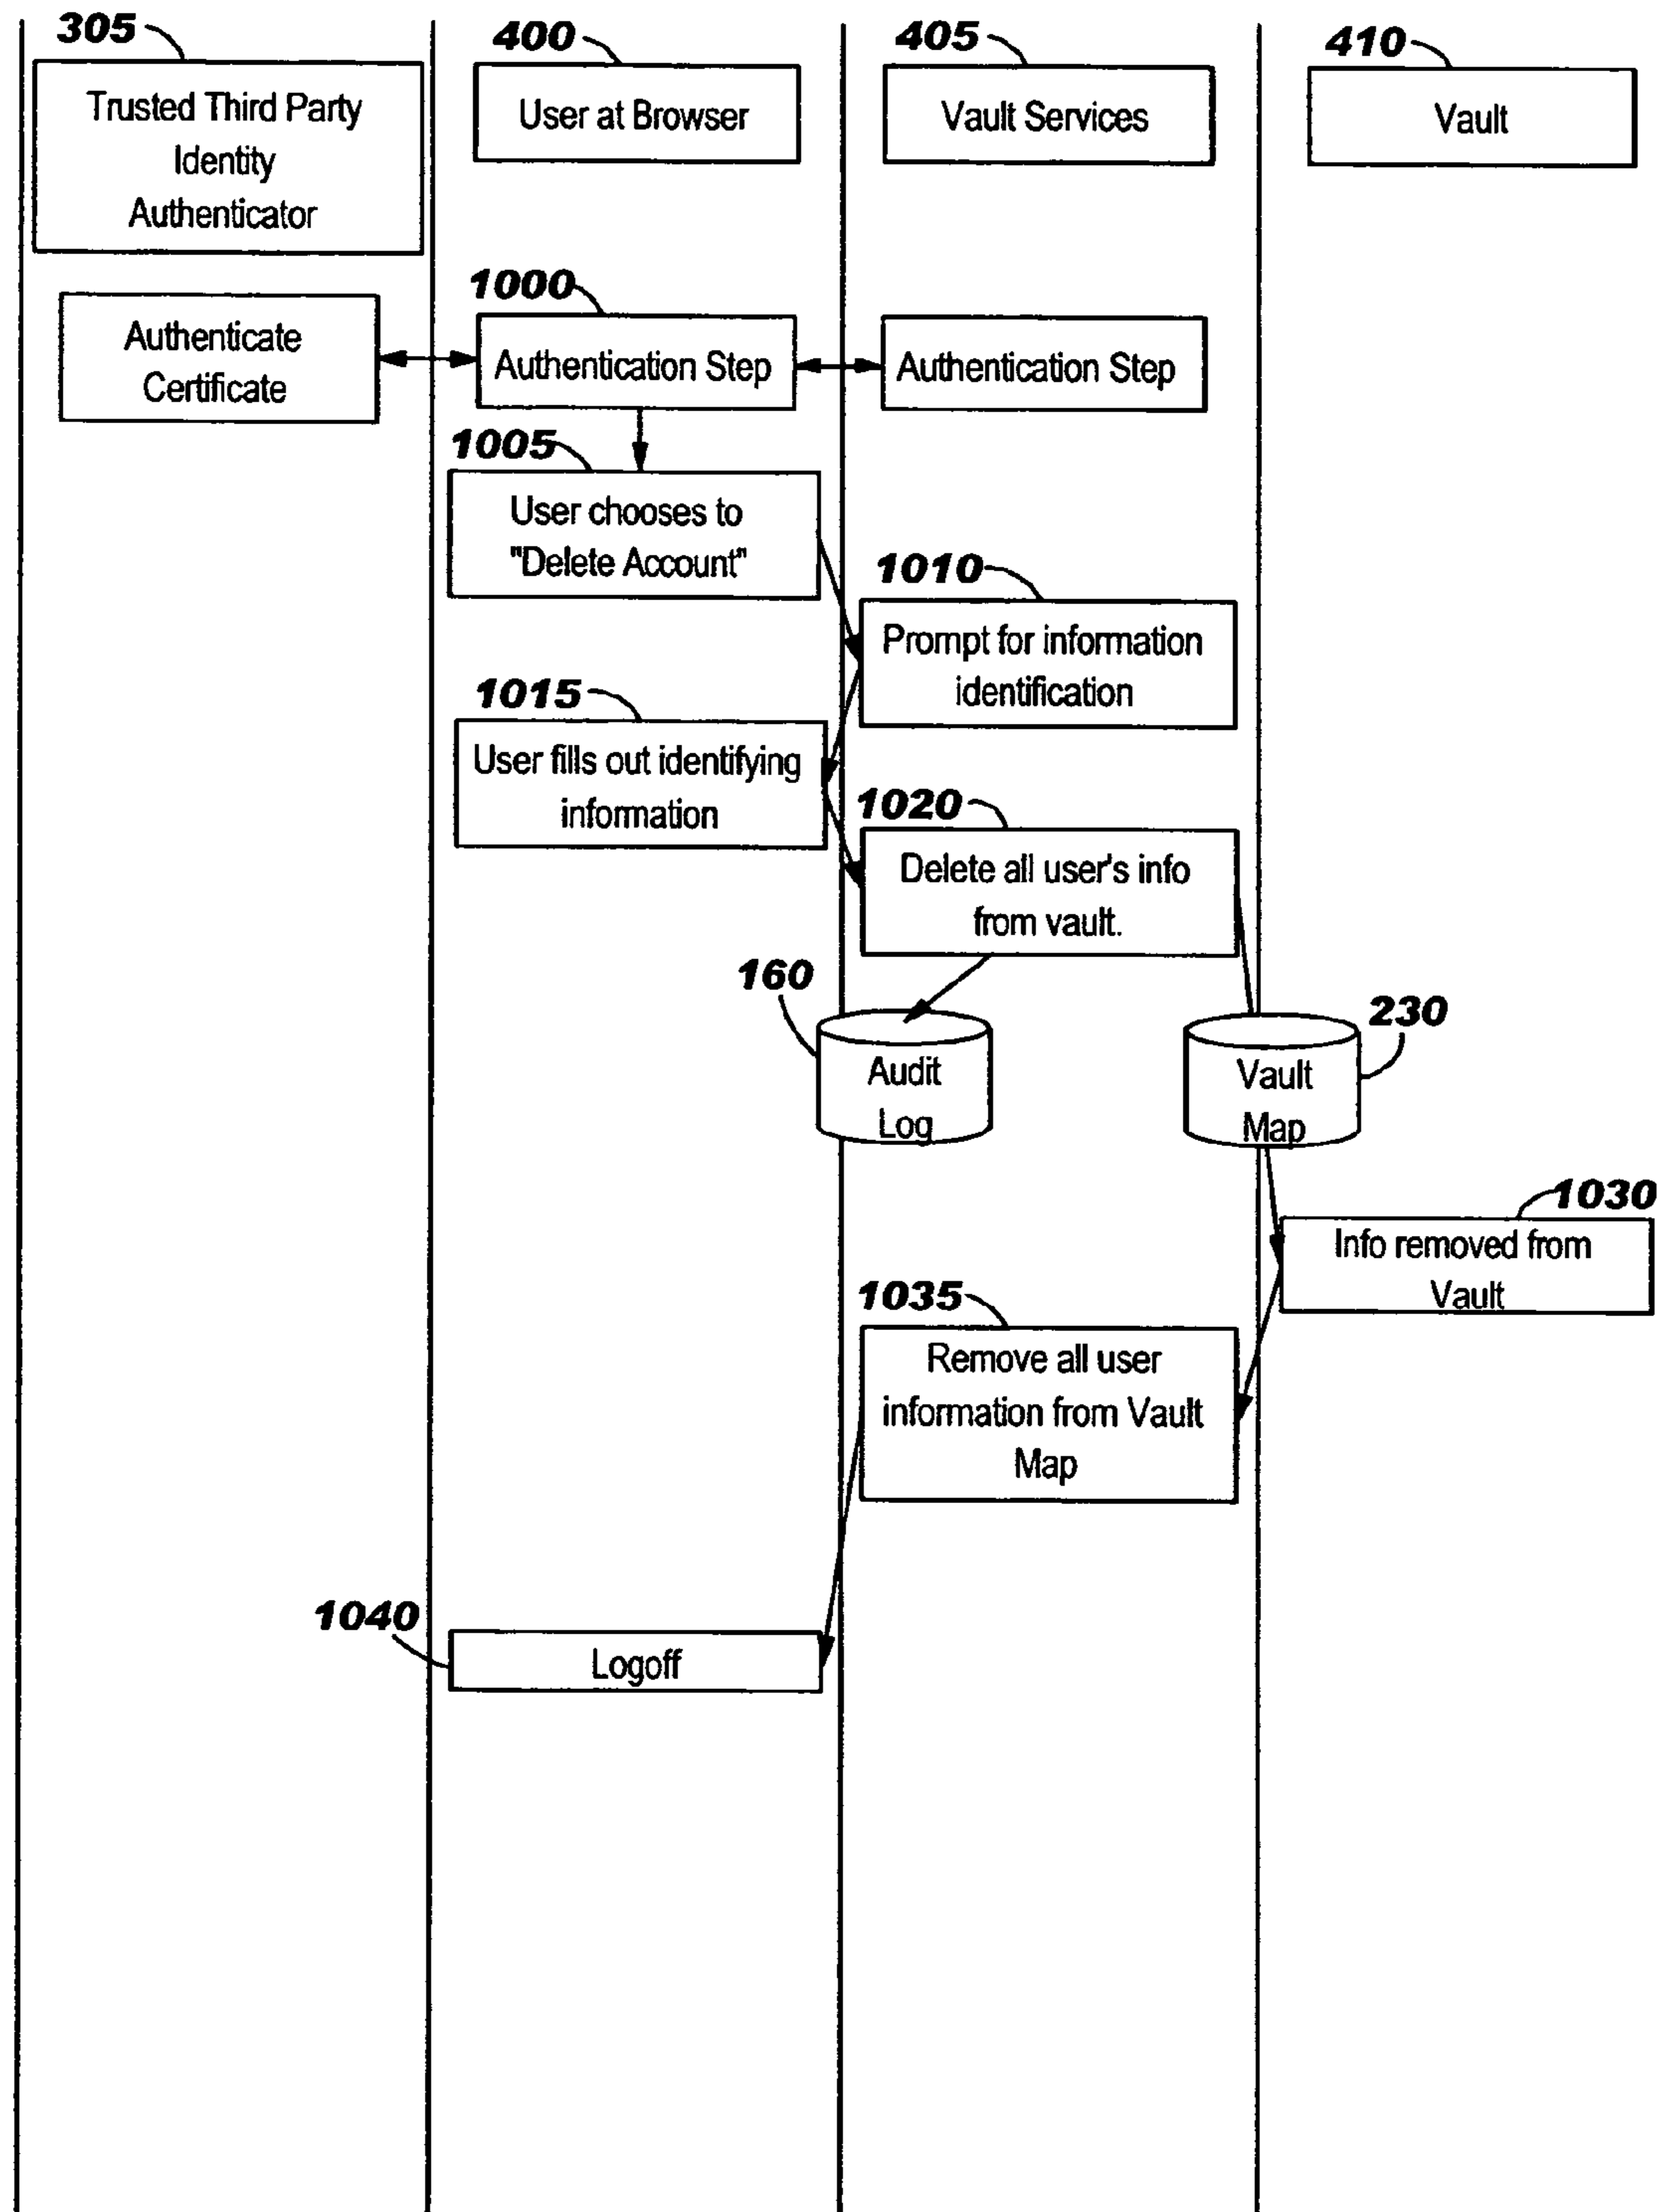 305
400
405
410
Trusted Third Party
Identity
Authenticator
User at Browser
Vault Services
Vault
1000
Authenticate
Certificate
Authentication Step
Authentication Step
1005
User chooses to
"Delete Account"
1010
Prompt for information
identification
1015
User fills out identifying
information
1020
Delete all user's info
from vault.
160
Audit
Log
230
Vault
Map
1030
Info removed from
Vault
1035
Remove all user
information from Vault
Map
1040
Logoff